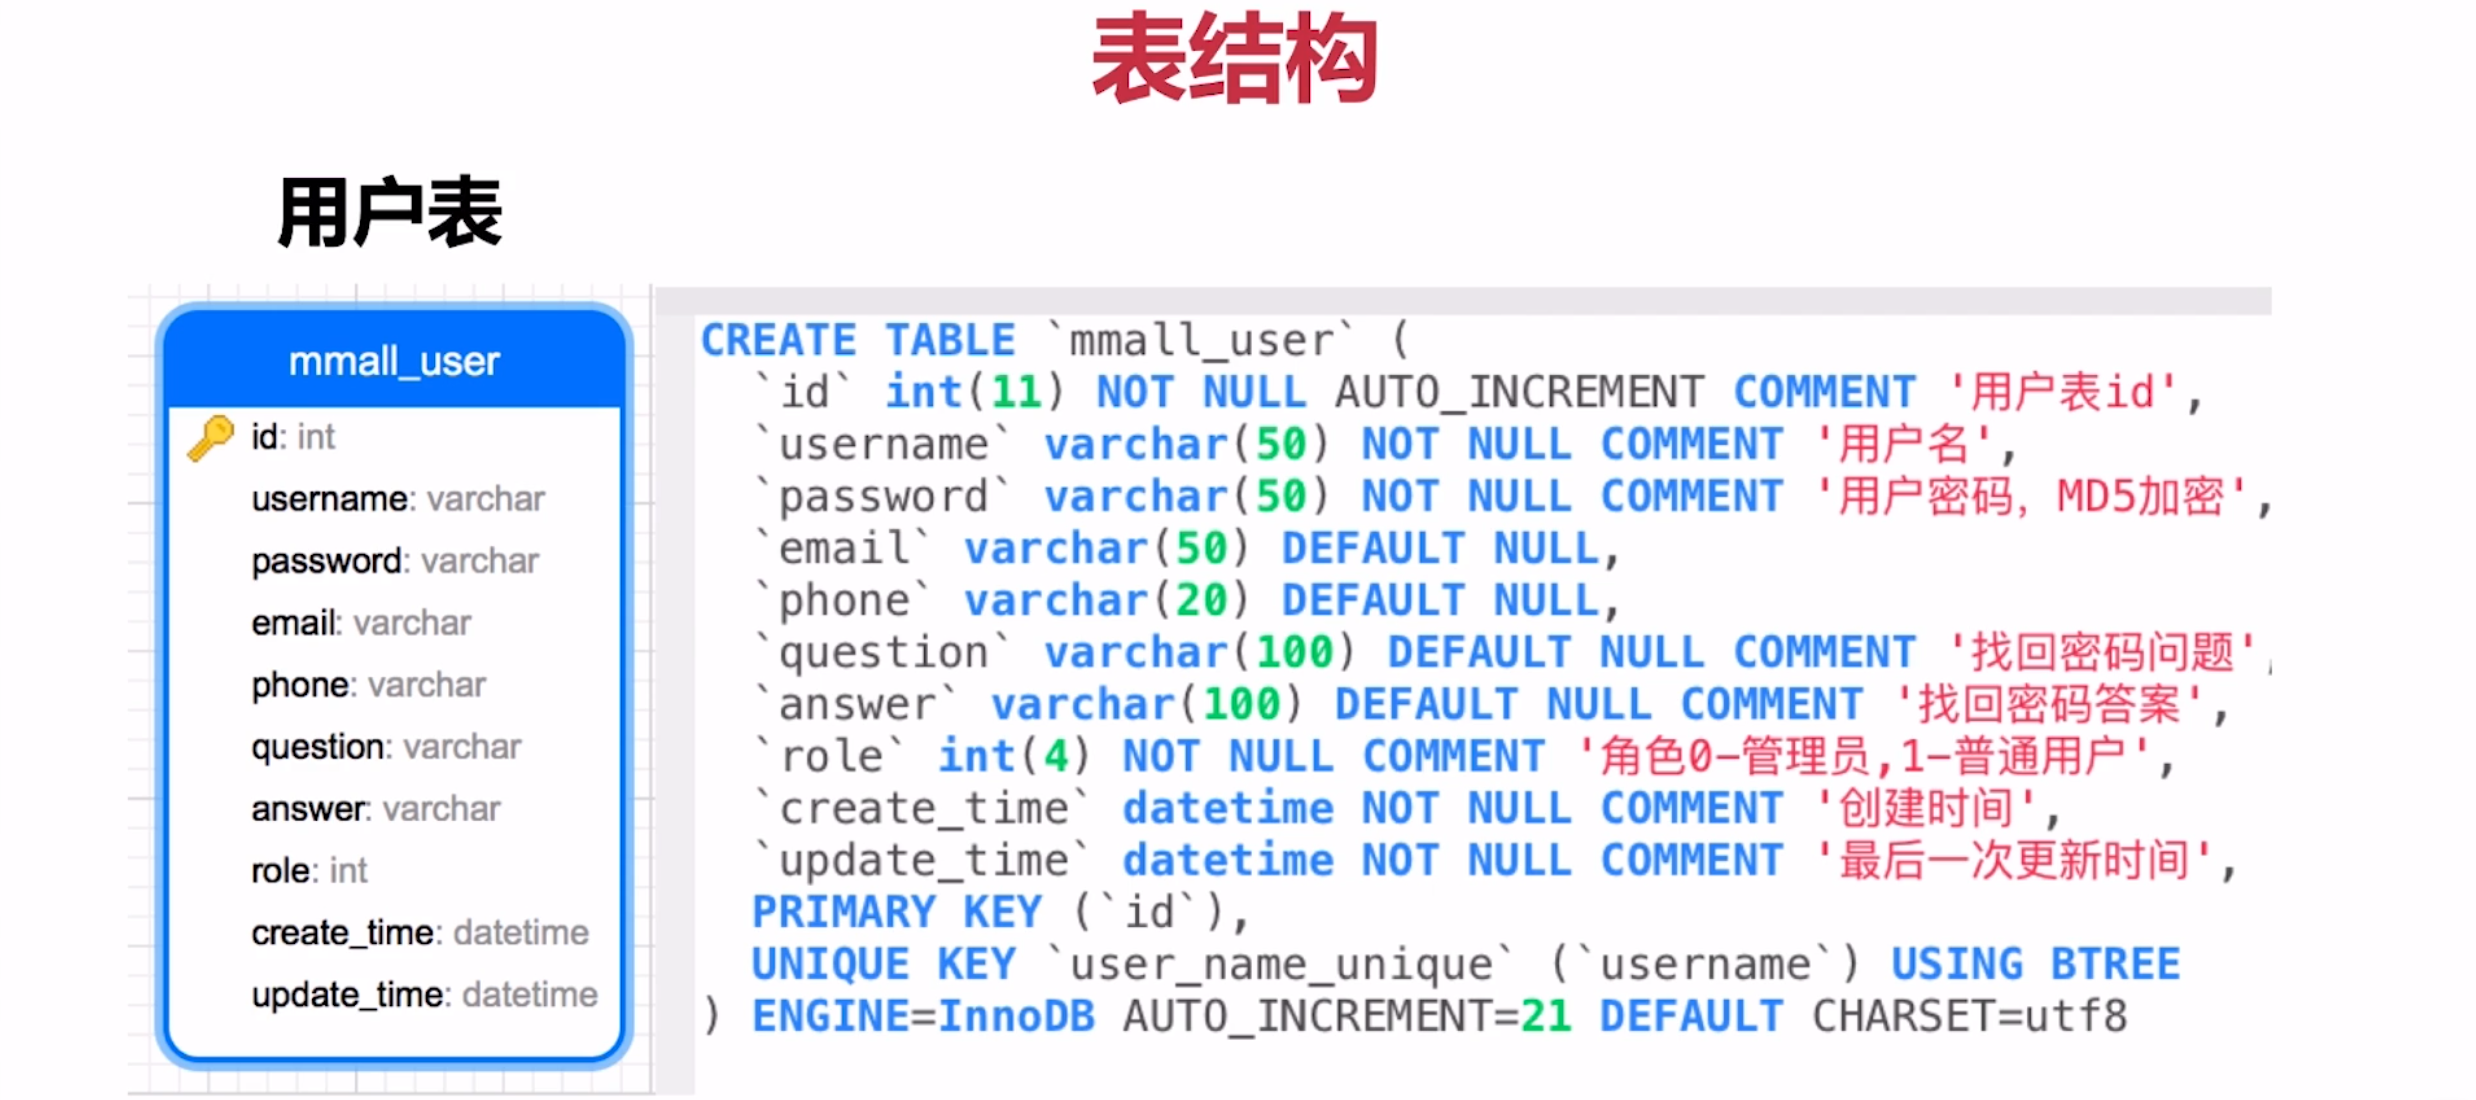 表结构
用户表
mmall_user
id: int
username: varchar
password: varchar
email: varchar
phone: varchar
question: varchar
answer: varchar
role: int
create_time: datetime
update_time: datetime
CREATE TABLE `mmall_user` (
`id` int(11) NOT NULL AUTO_INCREMENT COMMENT '用户表id',
`username` varchar(50) NOT NULL COMMENT '用户名',
`password` varchar(50) NOT NULL COMMENT '用户密码，MD5加密',
`email` varchar(50) DEFAULT NULL,
`phone` varchar(20) DEFAULT NULL,
`question` varchar(100) DEFAULT NULL COMMENT '找回密码问题',
`answer` varchar(100) DEFAULT NULL COMMENT '找回密码答案',
`role` int(4) NOT NULL COMMENT '角色0-管理员,1-普通用户',
`create_time` datetime NOT NULL COMMENT '创建时间',
`update_time` datetime NOT NULL COMMENT '最后一次更新时间',
PRIMARY KEY (`id`),
UNIQUE KEY `user_name_unique` (`username`) USING BTREE
) ENGINE=InnoDB AUTO_INCREMENT=21 DEFAULT CHARSET=utf8